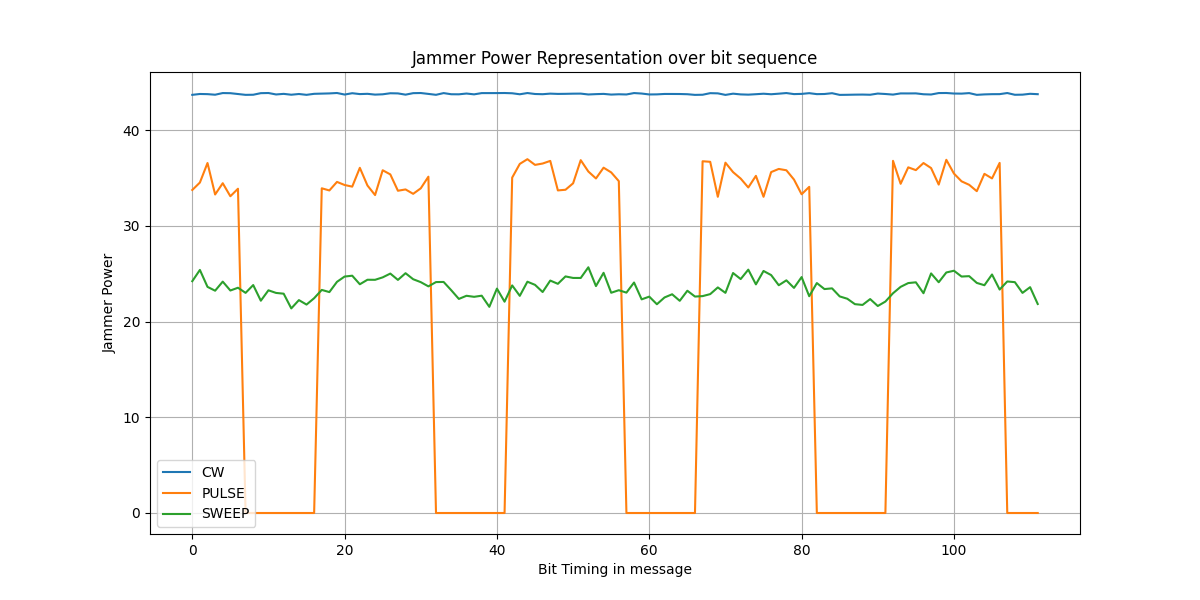 Jammer Power Representation over bit sequence
Jammer Power
40
30
20
10
0
CW
PULSE
SWEEP
0 20 40 60 80 100
Bit Timing in message